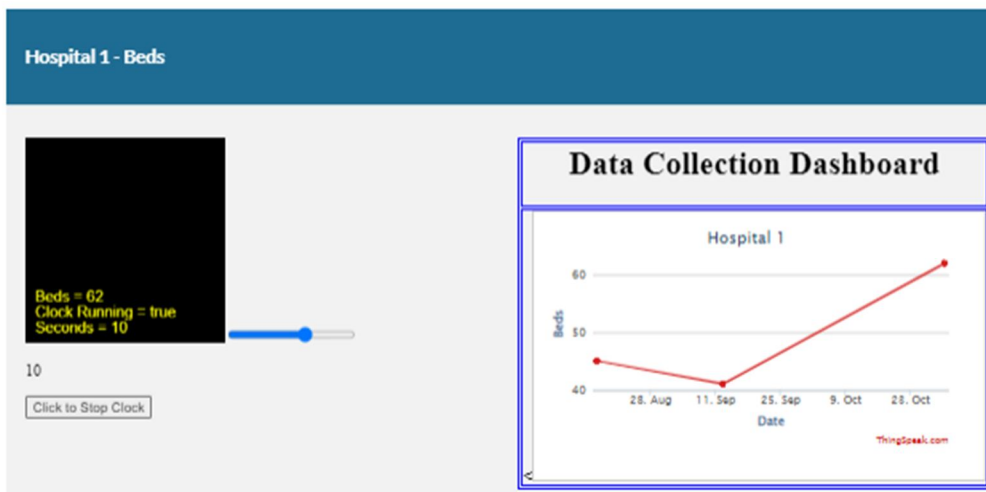 Hospital 1 - Beds
Beds = 62
Clock Running = true
Seconds = 10
10
Click to Stop Clock
Data Collection Dashboard
Hospital 1
60
50
40
Beds
28. Aug 11. Sep 25. Sep 9. Oct 28. Oct
Date
ThingSpeak.com
<